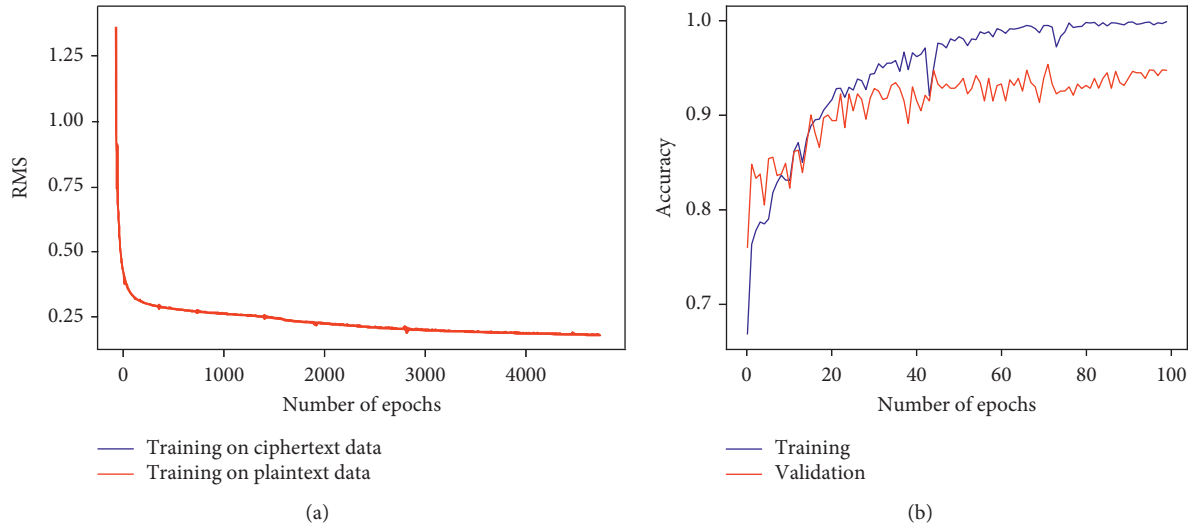 1.25
1.00
0.75
0.50
0.25
RMS
0 1000 2000 3000 4000
Number of epochs
Training on ciphertext data
Training on plaintext data
(a)
1.0
0.9
0.8
0.7
Accuracy
0 20 40 60 80 100
Number of epochs
Training
Validation
(b)